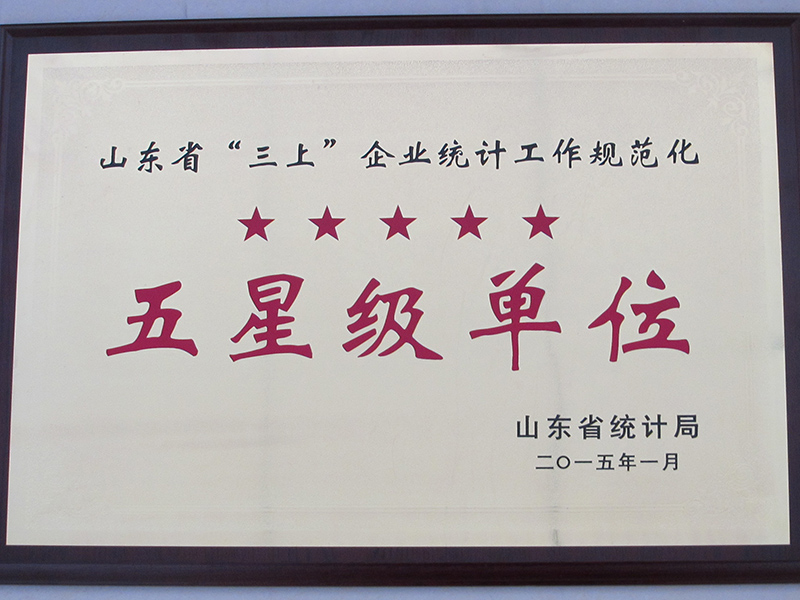 山东省“三上”企业统计工作规范化
★★★★★
五星级单位
山东省统计局
二〇一五年一月